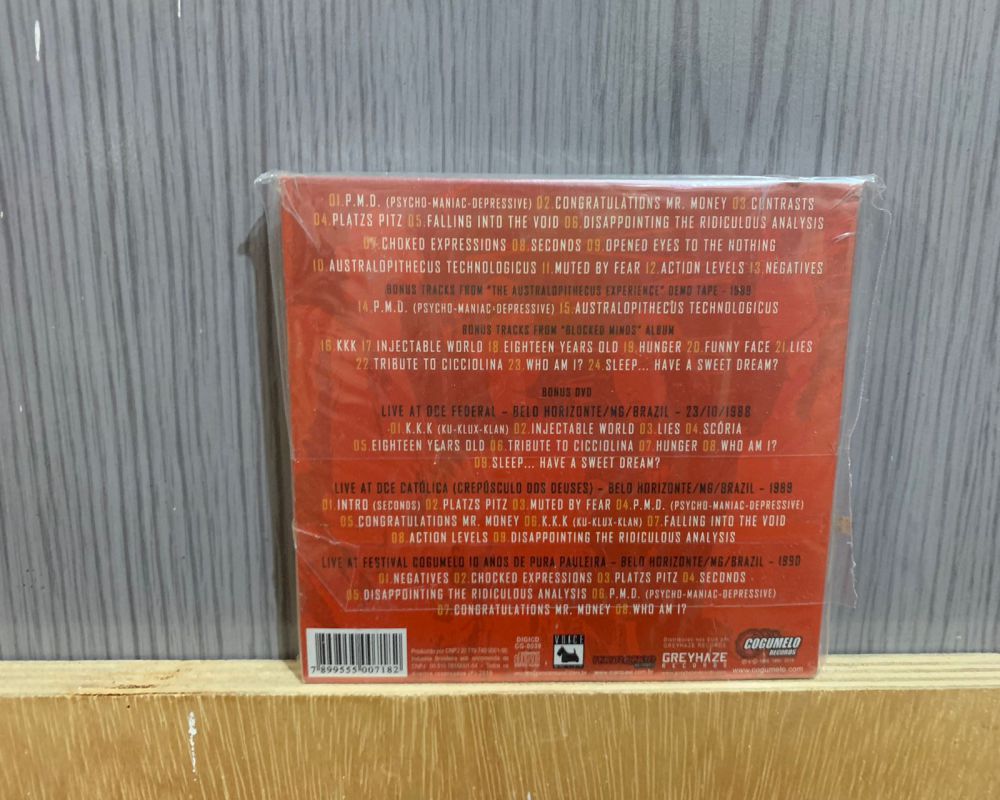 01.P.M.D. (PSYCHO-MANIAC-DEPRESSIVE) 02.CONGRATULATIONS MR. MONEY 03.CONTRASTS
04.PLATZS PITZ 05.FALLING INTO THE VOID 06.DISAPPOINTING THE RIDICULOUS ANALYSIS
07.CHOKED EXPRESSIONS 08.SECONDS 09.OPENED EYES TO THE NOTHING
10.AUSTRALOPITHECUS TECHNOLOGICUS 11.MUTED BY FEAR 12.ACTION LEVELS 13.NEGATIVES
BONUS TRACKS FROM "THE AUSTRALOPITHECUS EXPERIENCE" DEMO TAPE - 1989
14.P.M.D. (PSYCHO-MANIAC-DEPRESSIVE) 15.AUSTRALOPITHECUS TECHNOLOGICUS
BONUS TRACKS FROM "BLOCKED MINDS" ALBUM
16.KKK 17.INJECTABLE WORLD 18.EIGHTEEN YEARS OLD 19.HUNGER 20.FUNNY FACE 21.LIES
22.TRIBUTE TO CICCIOLINA 23.WHO AM I? 24.SLEEP... HAVE A SWEET DREAM?
BONUS DVD
LIVE AT DCE FEDERAL - BELO HORIZONTE/MG/BRAZIL - 23/10/1988
01.K.K.K (KU-KLUX-KLAN) 02.INJECTABLE WORLD 03.LIES 04.SCÓRIA
05.EIGHTEEN YEARS OLD 06.TRIBUTE TO CICCIOLINA 07.HUNGER 08.WHO AM I?
09.SLEEP... HAVE A SWEET DREAM?
LIVE AT DCE CATÓLICA (CREPÚSCULO DOS DEUSES) - BELO HORIZONTE/MG/BRAZIL - 1989
01.INTRO (SECONDS) 02.PLATZS PITZ 03.MUTED BY FEAR 04.P.M.D. (PSYCHO-MANIAC-DEPRESSIVE)
05.CONGRATULATIONS MR. MONEY 06.K.K.K (KU-KLUX-KLAN) 07.FALLING INTO THE VOID
08.ACTION LEVELS 09.DISAPPOINTING THE RIDICULOUS ANALYSIS
LIVE AT FESTIVAL COGUMELO 10 AÑOS DE PURA PAULEIRA - BELO HORIZONTE/MG/BRAZIL - 1990
01.NEGATIVES 02.CHOCKED EXPRESSIONS 03.PLATZS PITZ 04.SECONDS
05.DISAPPOINTING THE RIDICULOUS ANALYSIS 06.P.M.D. (PSYCHO-MANIAC-DEPRESSIVE)
07.CONGRATULATIONS MR. MONEY 08.WHO AM I?
7 899555 007182
Produzido por
Indústria Brasileira
DIGICD
CG-0039
VOICE
GREYHAZE
RECORDS
COGUMELO
RECORDS
www.cogumelo.com